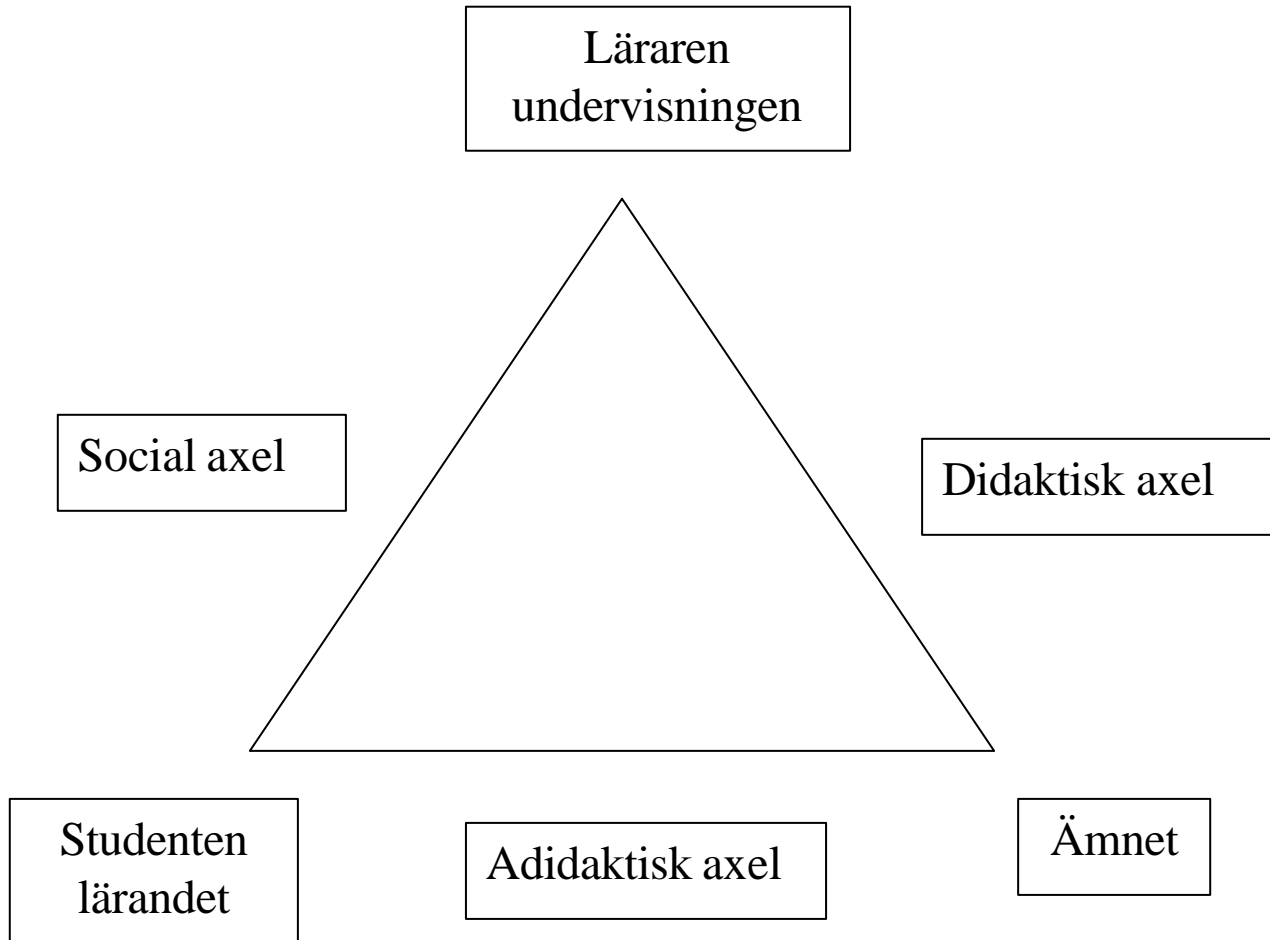 Läraren
undervisningen
Social axel
Didaktisk axel
Studenten
lärandet
Adidaktisk axel
Ämnet